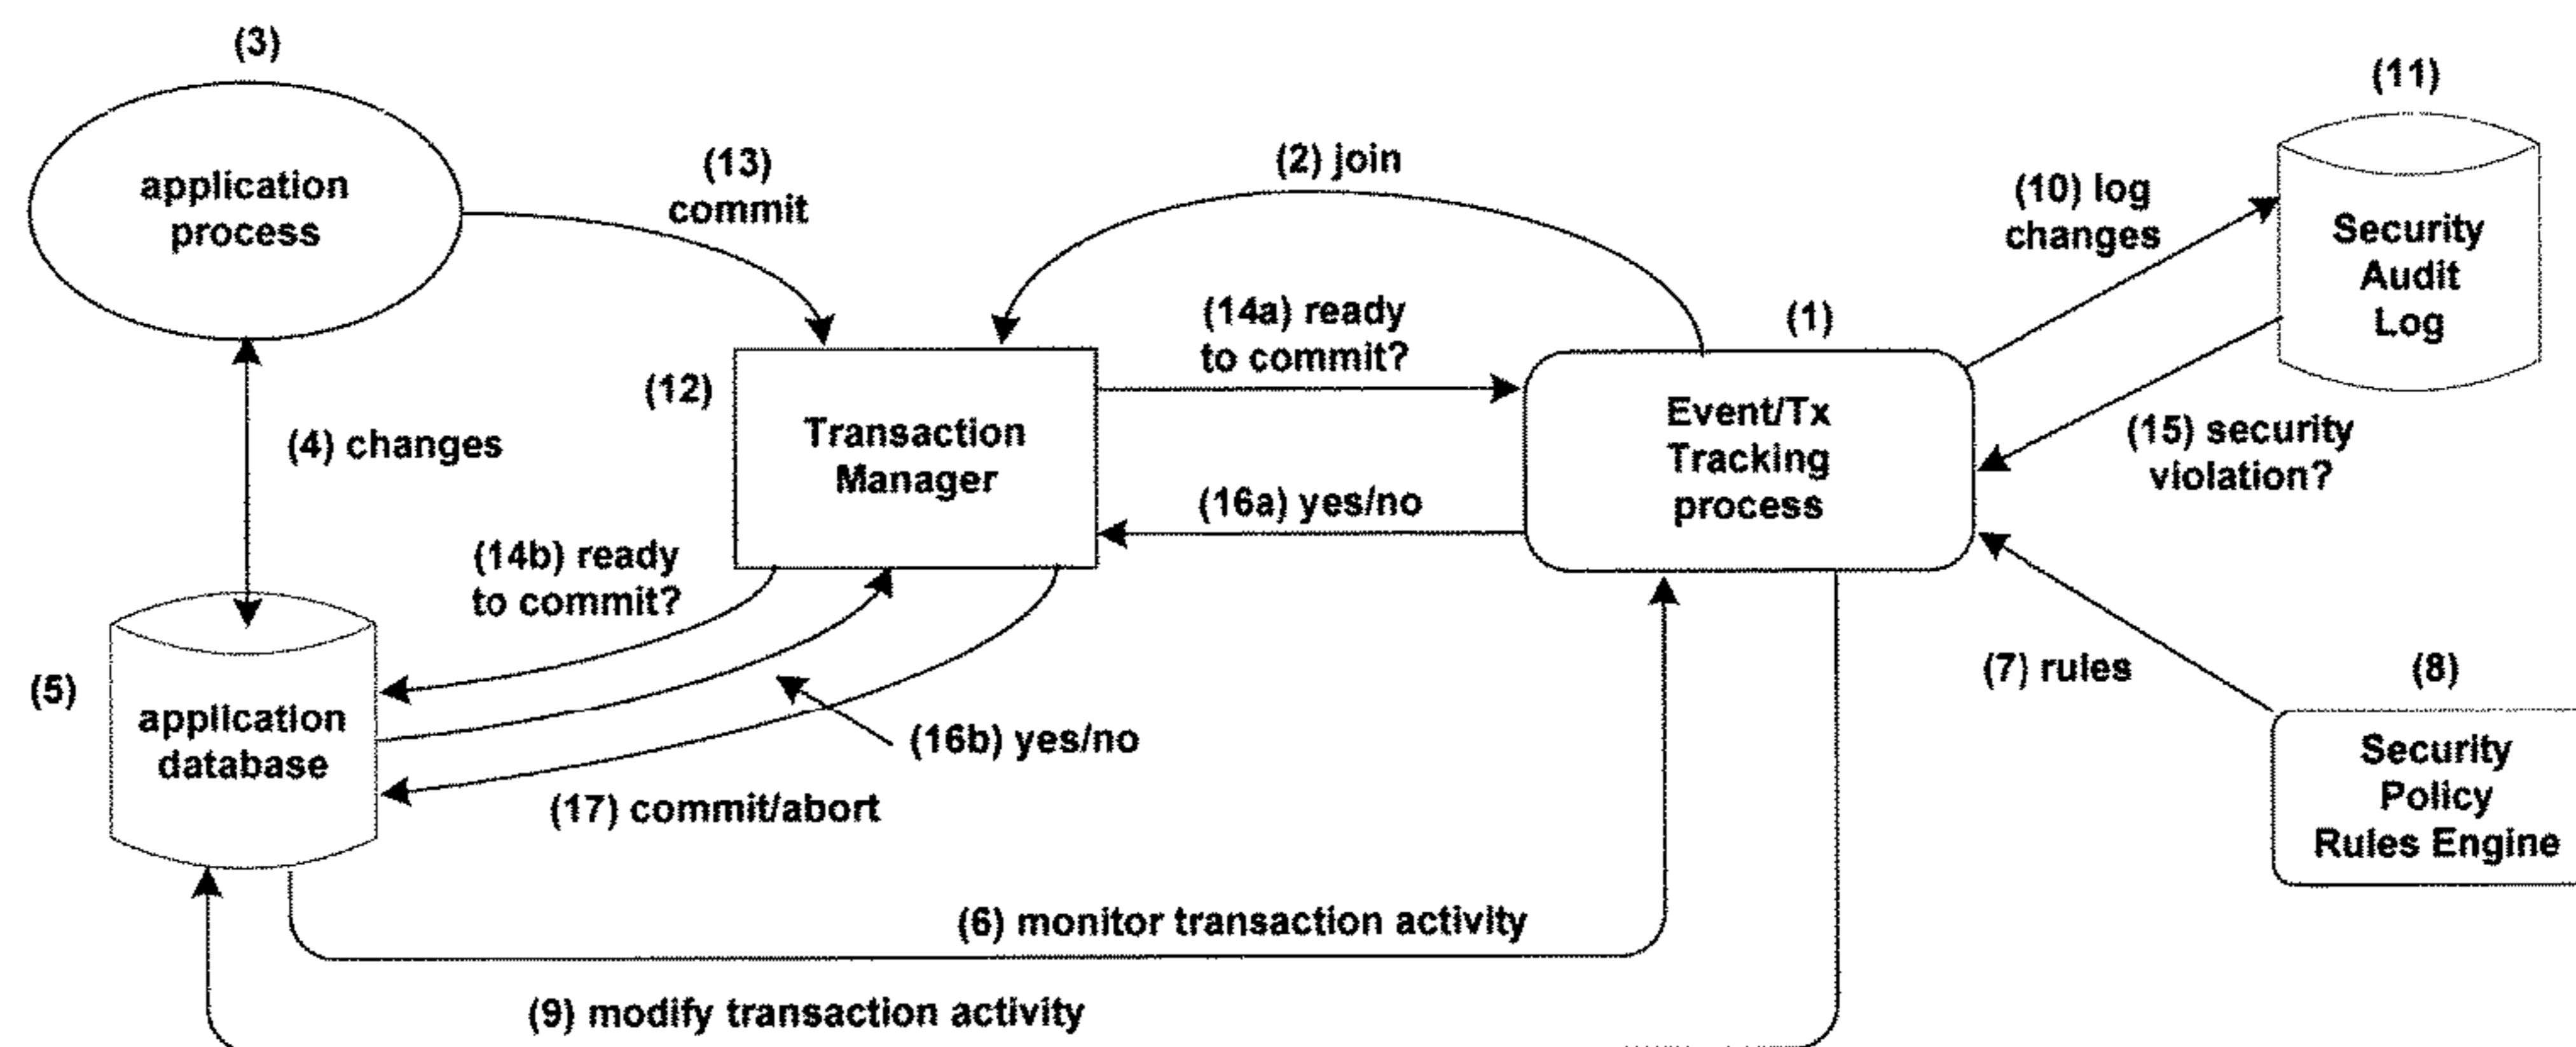 (3)
application
process
(13)
commit
(2) join
(11)
(10) log
changes
Security
Audit
Log
(4) changes
(12)
Transaction
Manager
(14a) ready
to commit?
(16a) yes/no
(1)
Event/Tx
Tracking
process
(15) security
violation?
(14b) ready
to commit?
(5)
application
database
(16b) yes/no
(17) commit/abort
(7) rules
(8)
Security
Policy
Rules Engine
(6) monitor transaction activity
(9) modify transaction activity